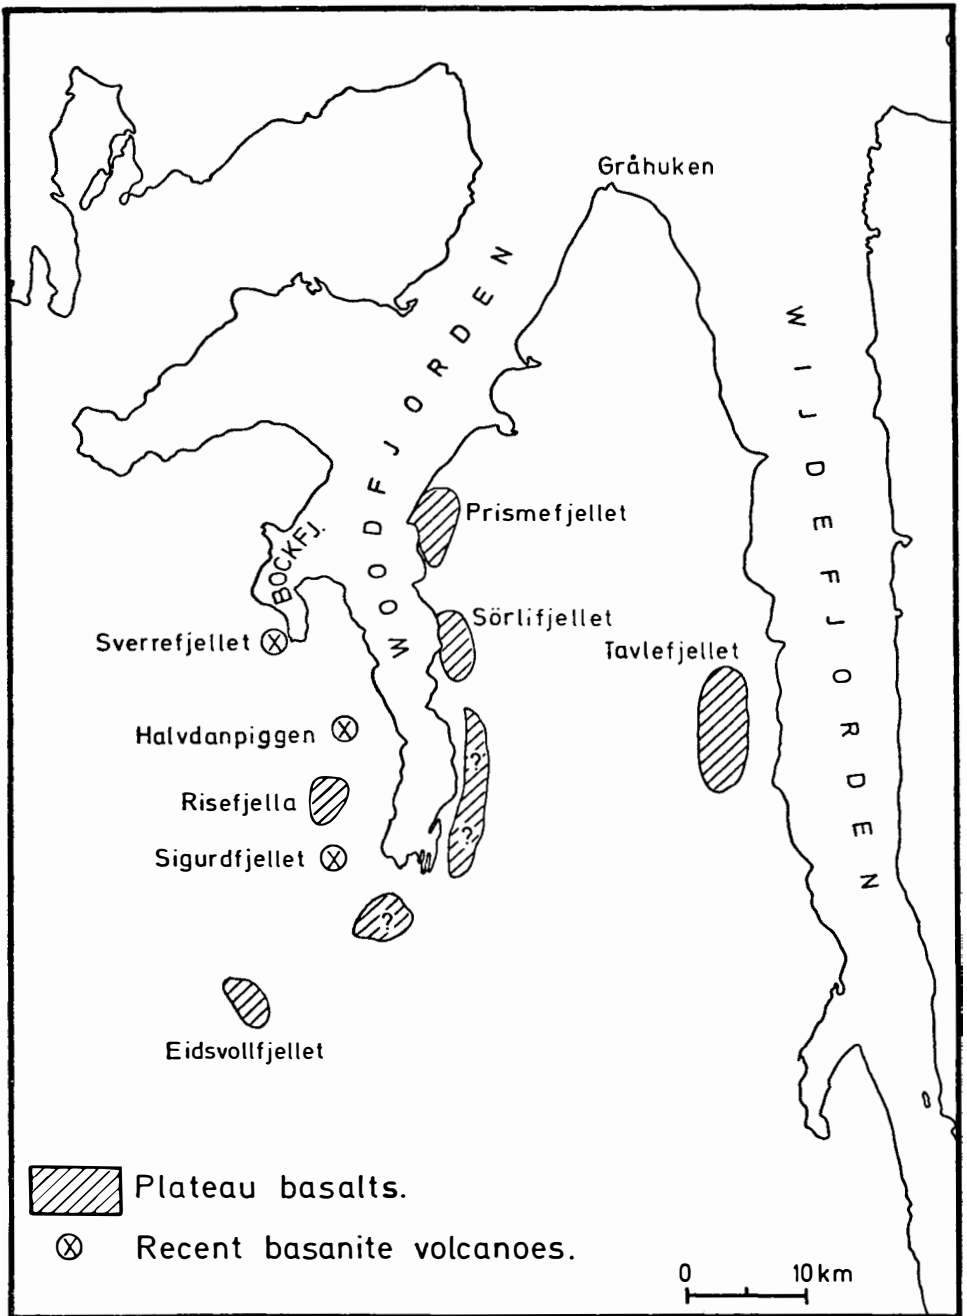 Gråhuken
WOODFJORDEN
WIJDEFJORDEN
BOCKFJ.
Prismefjellet
Sörlifjellet
Sverrefjellet
Tavlefjellet
Halvdanpiggen
?
Risefjella
?
Sigurdfjellet
?
Eidsvollfjellet
Plateau basalts.
Recent basanite volcanoes.
0 10 km